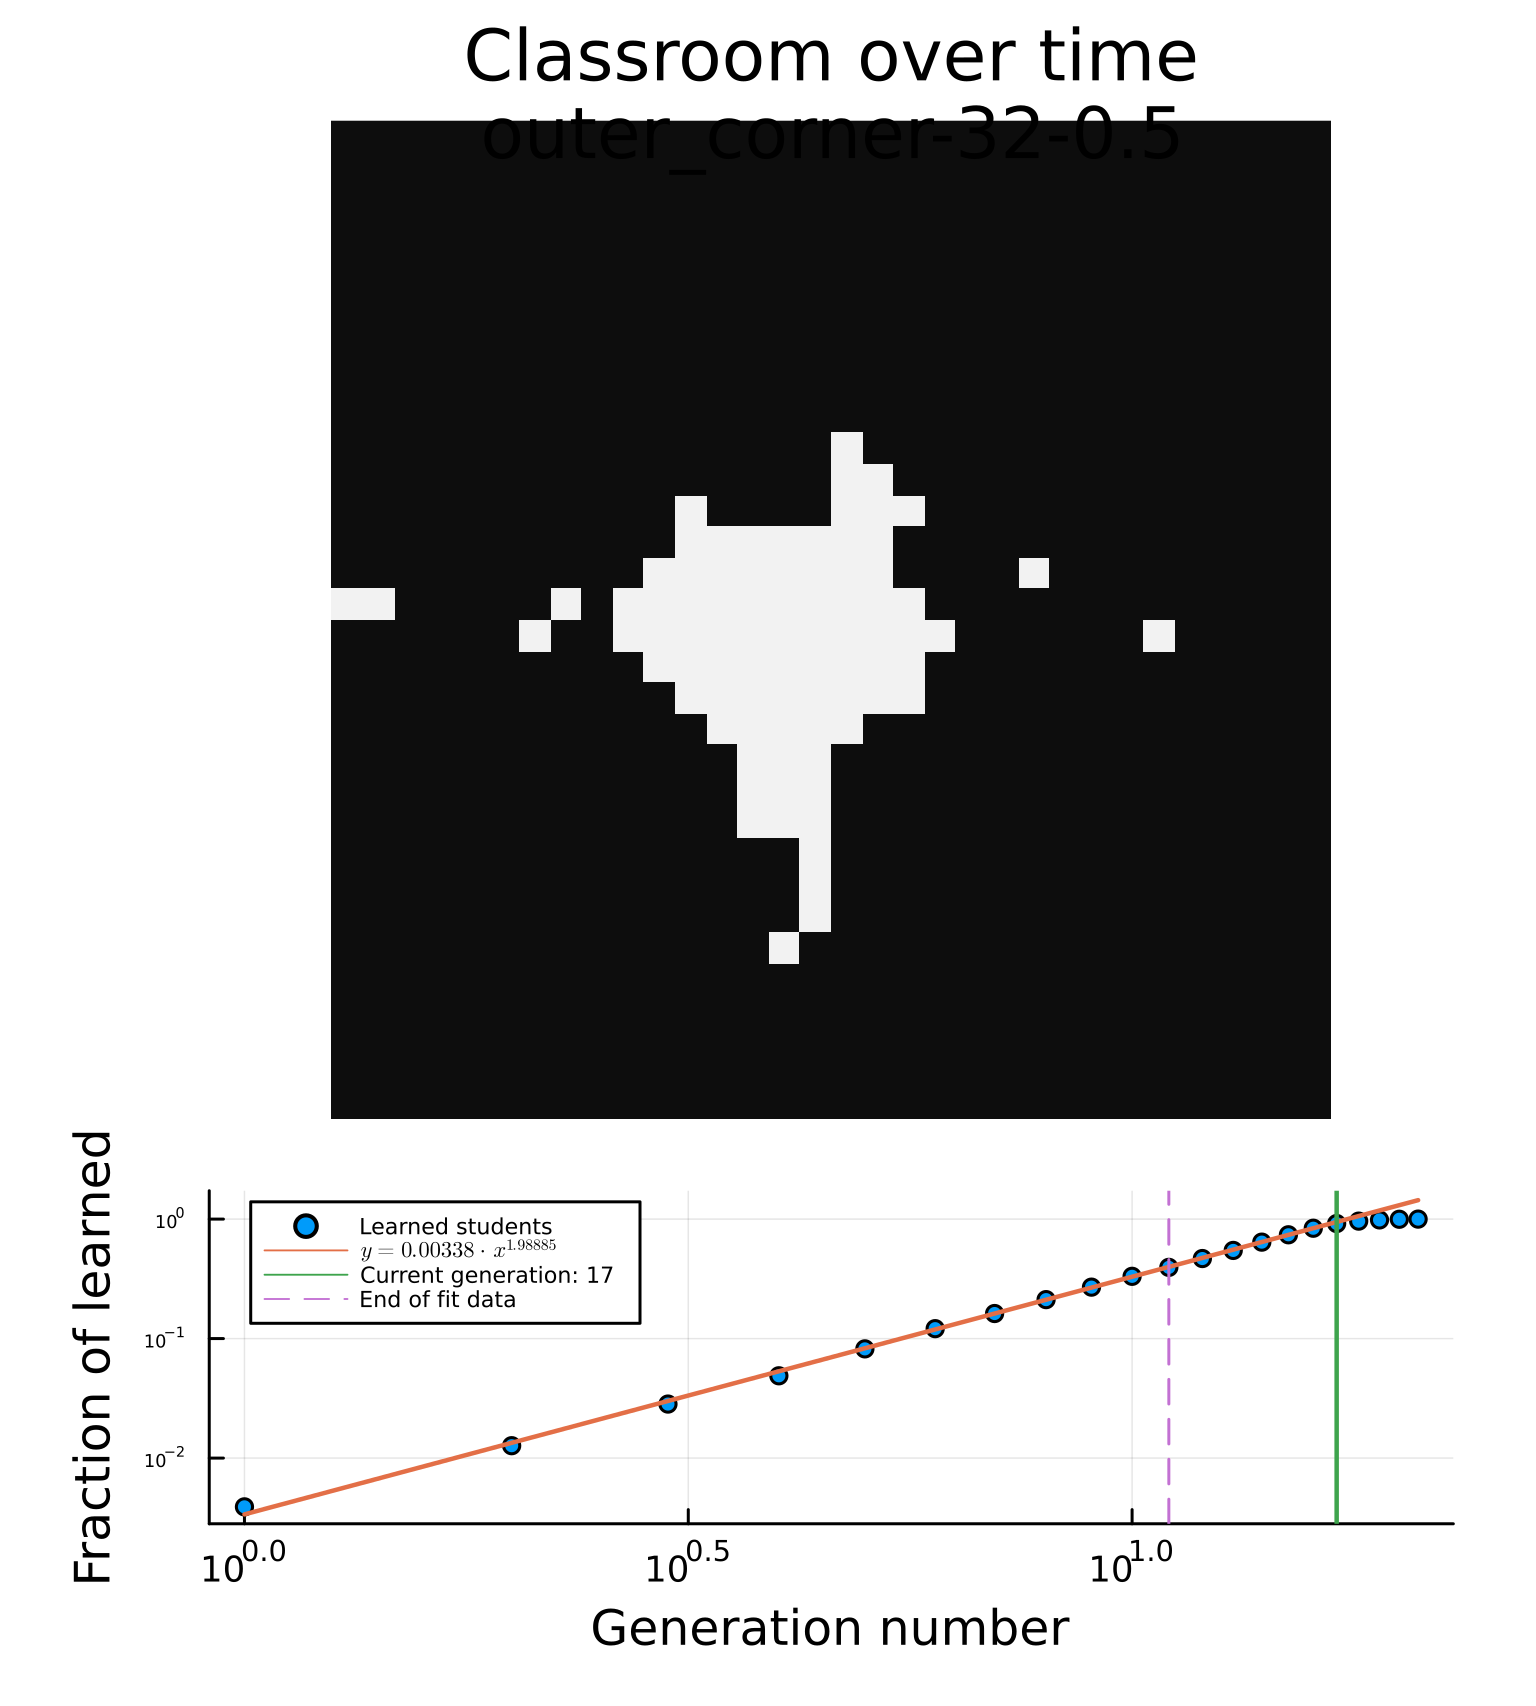 Classroom over time
outer_corner-32-0.5
Fraction of learned
10^0
10^−1
10^−2
Learned students
y = 0.00338 · x^1.98885
Current generation: 17
End of fit data
10^0.0 10^0.5 10^1.0
Generation number